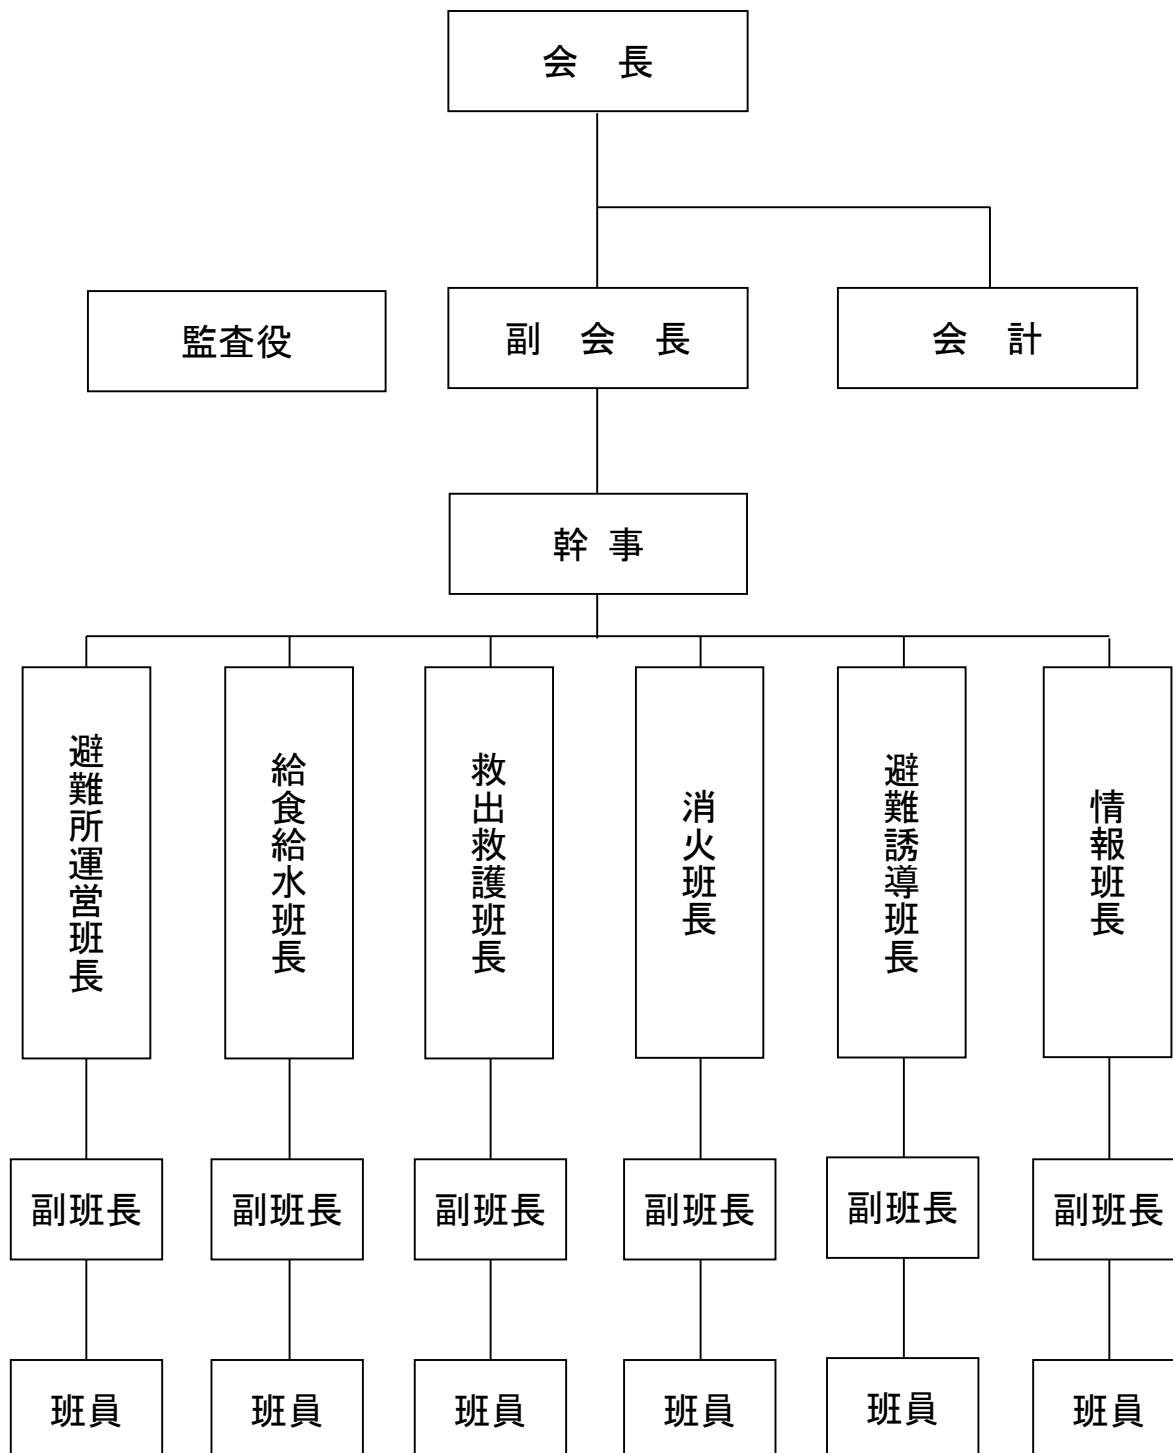 会　長
監査役
副　会　長
会　計
幹 事
避難所運営班長
給食給水班長
救出救護班長
消火班長
避難誘導班長
情報班長
副班長
副班長
副班長
副班長
副班長
副班長
班員
班員
班員
班員
班員
班員